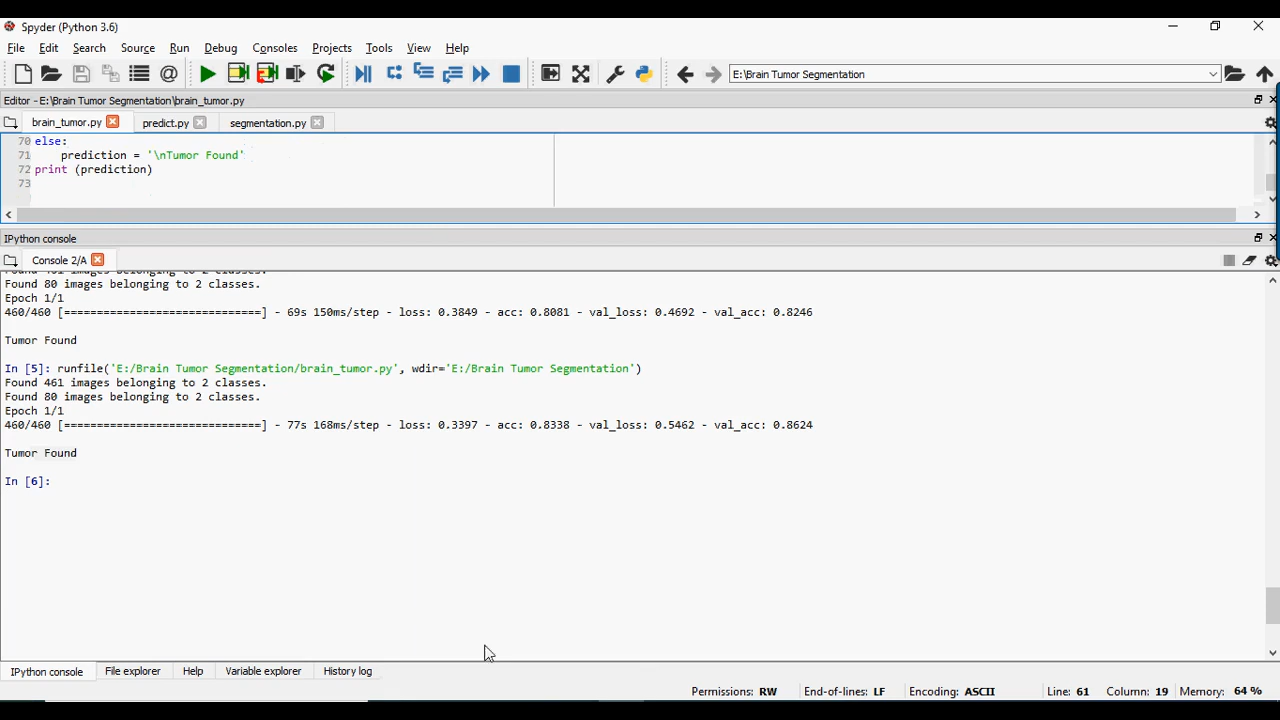 Spyder (Python 3.6)
File Edit Search Source Run Debug Consoles Projects Tools View Help
E:\Brain Tumor Segmentation
Editor - E:\Brain Tumor Segmentation\brain_tumor.py
brain_tumor.py predict.py segmentation.py
70 else:
71     prediction = '\nTumor Found'
72 print (prediction)
73
IPython console
Console 2/A
Found 461 images belonging to 2 classes.
Found 80 images belonging to 2 classes.
Epoch 1/1
460/460 [==============================] - 69s 150ms/step - loss: 0.3849 - acc: 0.8081 - val_loss: 0.4692 - val_acc: 0.8246
Tumor Found
In [5]: runfile('E:/Brain Tumor Segmentation/brain_tumor.py', wdir='E:/Brain Tumor Segmentation')
Found 461 images belonging to 2 classes.
Found 80 images belonging to 2 classes.
Epoch 1/1
460/460 [==============================] - 77s 168ms/step - loss: 0.3397 - acc: 0.8338 - val_loss: 0.5462 - val_acc: 0.8624
Tumor Found
In [6]:
IPython console File explorer Help Variable explorer History log
Permissions: RW End-of-lines: LF Encoding: ASCII Line: 61 Column: 19 Memory: 64 %